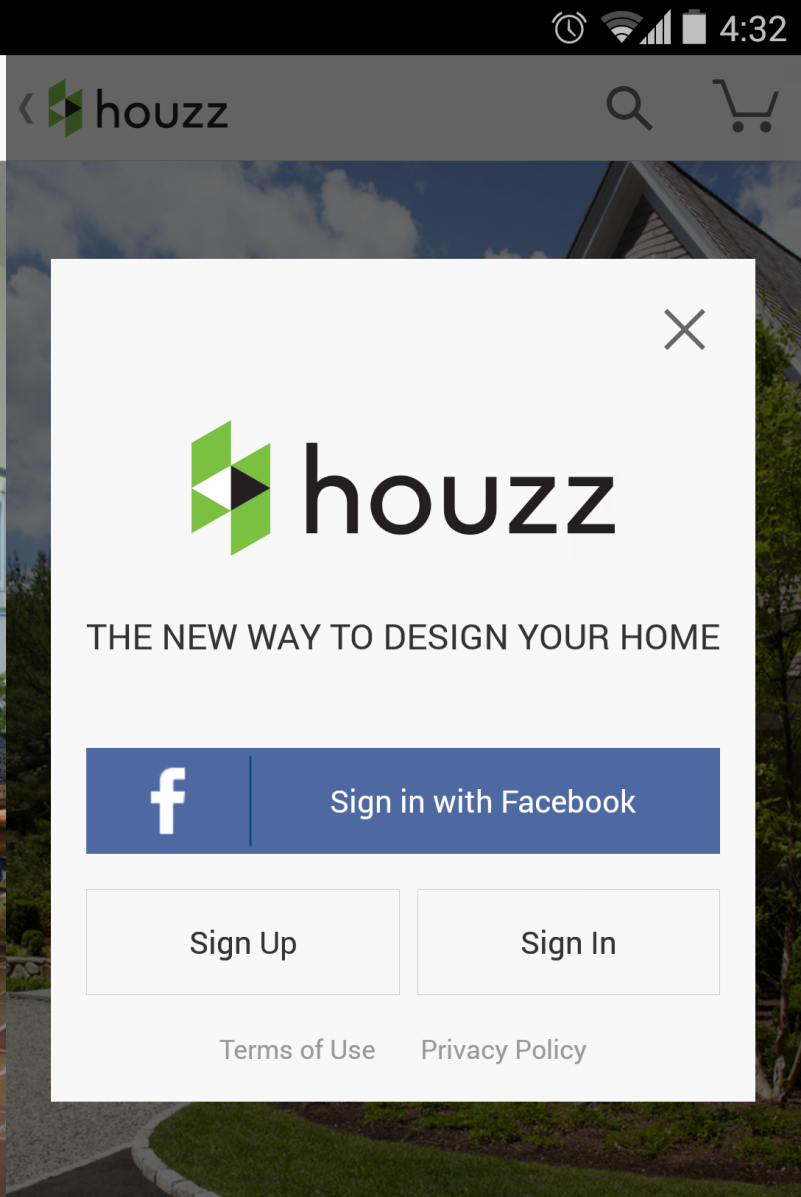 4:32
houzz
houzz
THE NEW WAY TO DESIGN YOUR HOME
f
Sign in with Facebook
Sign Up
Sign In
Terms of Use
Privacy Policy